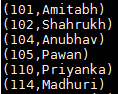 (101,Amitabh)
(102,Shahrukh)
(104,Anubhav)
(105,Pawan)
(110,Priyanka)
(114,Madhuri)